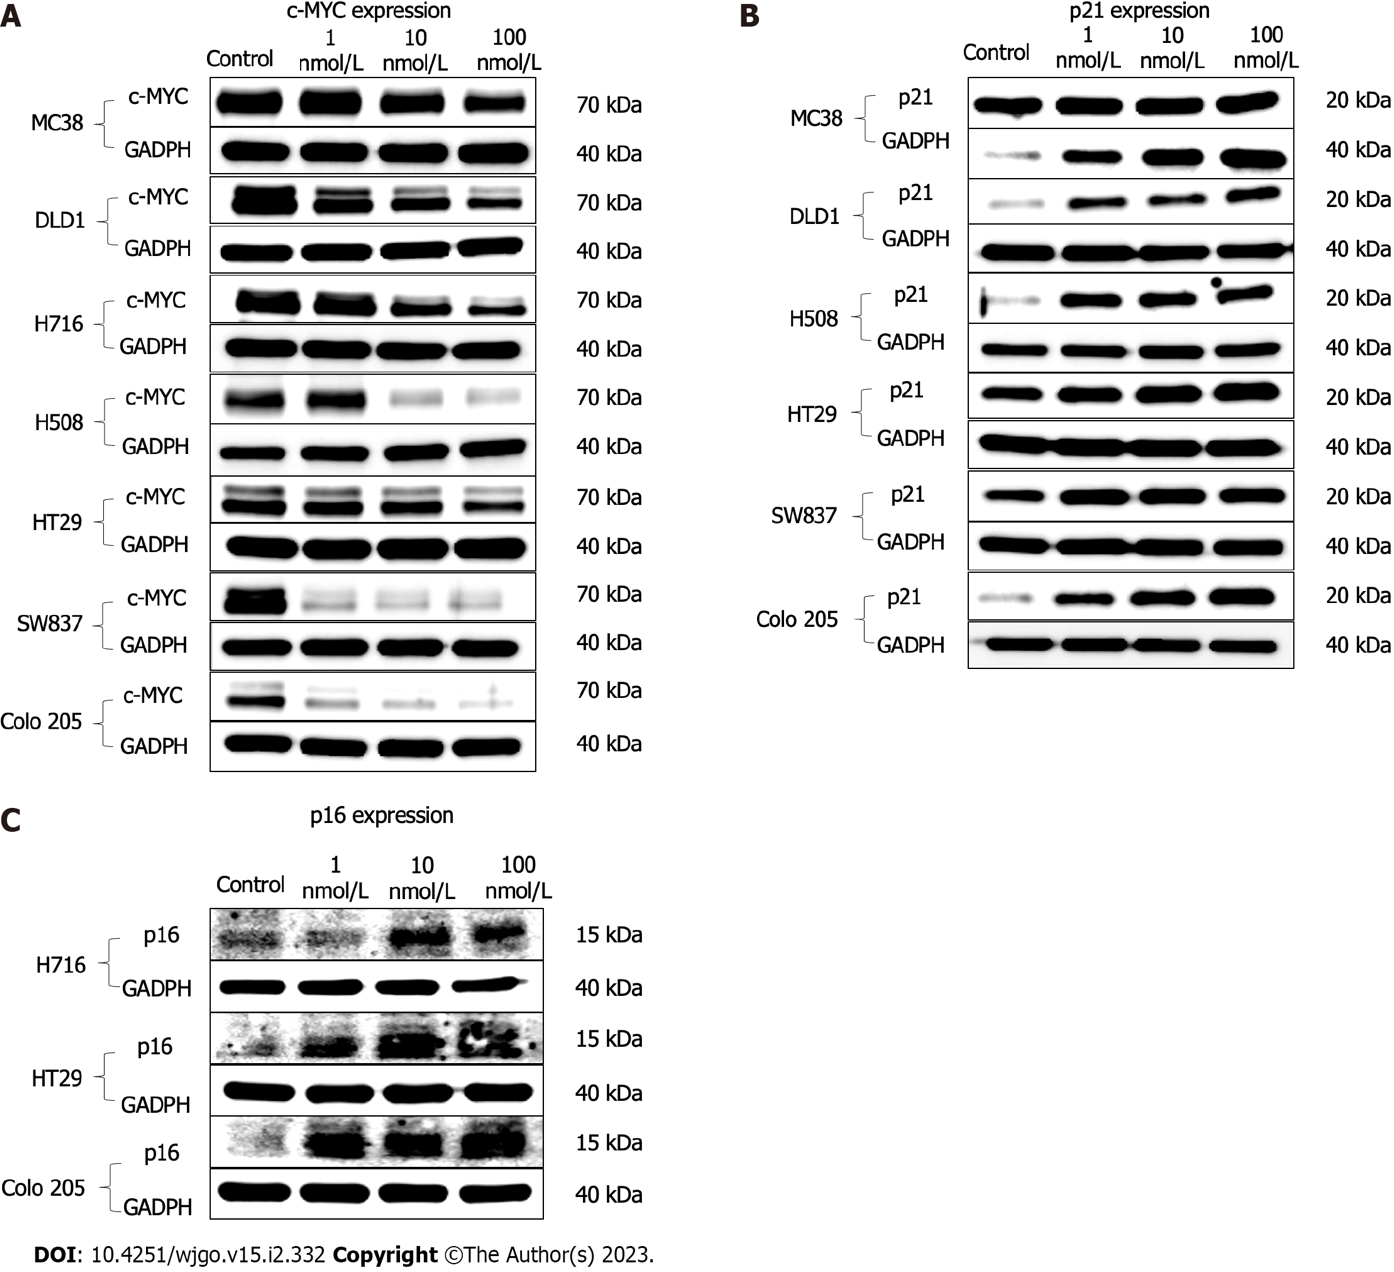 A
c-MYC expression
Control
1 nmol/L
10 nmol/L
100 nmol/L
MC38
c-MYC
70 kDa
GADPH
40 kDa
DLD1
c-MYC
70 kDa
GADPH
40 kDa
H716
c-MYC
70 kDa
GADPH
40 kDa
H508
c-MYC
70 kDa
GADPH
40 kDa
HT29
c-MYC
70 kDa
GADPH
40 kDa
SW837
c-MYC
70 kDa
GADPH
40 kDa
Colo 205
c-MYC
70 kDa
GADPH
40 kDa
B
p21 expression
Control
1 nmol/L
10 nmol/L
100 nmol/L
MC38
p21
20 kDa
GADPH
40 kDa
DLD1
p21
20 kDa
GADPH
40 kDa
H508
p21
20 kDa
GADPH
40 kDa
HT29
p21
20 kDa
GADPH
40 kDa
SW837
p21
20 kDa
GADPH
40 kDa
Colo 205
p21
20 kDa
GADPH
40 kDa
C
p16 expression
Control
1 nmol/L
10 nmol/L
100 nmol/L
H716
p16
15 kDa
GADPH
40 kDa
HT29
p16
15 kDa
GADPH
40 kDa
Colo 205
p16
15 kDa
GADPH
40 kDa
DOI: 10.4251/wjgo.v15.i2.332 Copyright ©The Author(s) 2023.